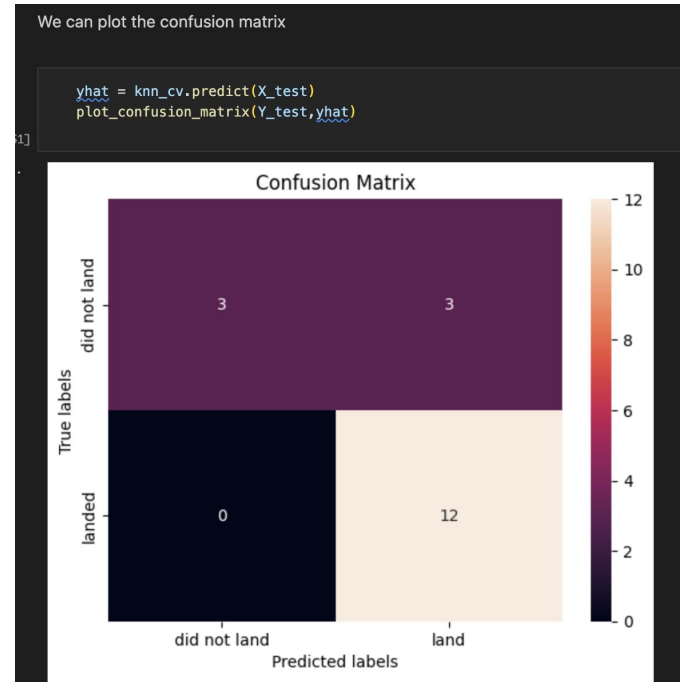 We can plot the confusion matrix
yhat = knn_cv.predict(X_test)
plot_confusion_matrix(Y_test,yhat)
51]
.
Confusion Matrix
12
10
8
6
4
2
0
True labels
did not land
landed
3
3
0
12
did not land
land
Predicted labels